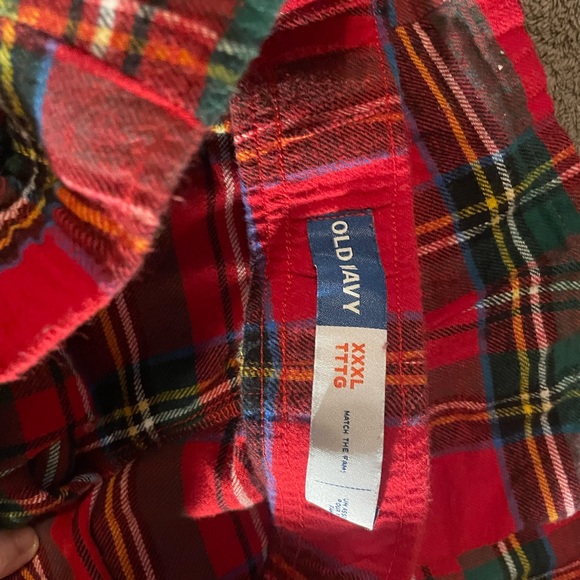 OLD NAVY
XXXL
TTTG
MATCH THE FAM!